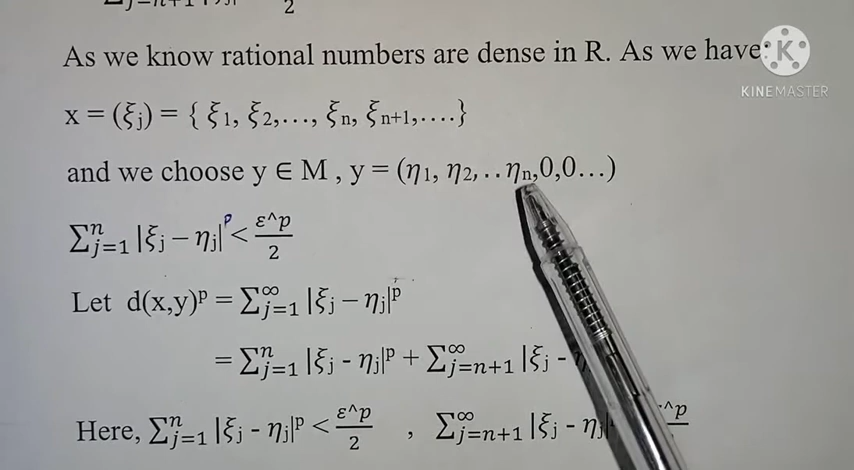 As we know rational numbers are dense in R. As we have:
KINEMASTER
x = (ξj) = { ξ1, ξ2,…, ξn, ξn+1,….}
and we choose y ∈ M , y = (η1, η2,..ηn,0,0…)
∑ⁿj=1 |ξj – ηj|ᵖ < ε^p/2
Let d(x,y)ᵖ = ∑∞j=1 |ξj – ηj|ᵖ
= ∑ⁿj=1 |ξj - ηj|ᵖ + ∑∞j=n+1 |ξj -
Here, ∑ⁿj=1 |ξj - ηj|ᵖ < ε^p/2 , ∑∞j=n+1 |ξj - ηj|